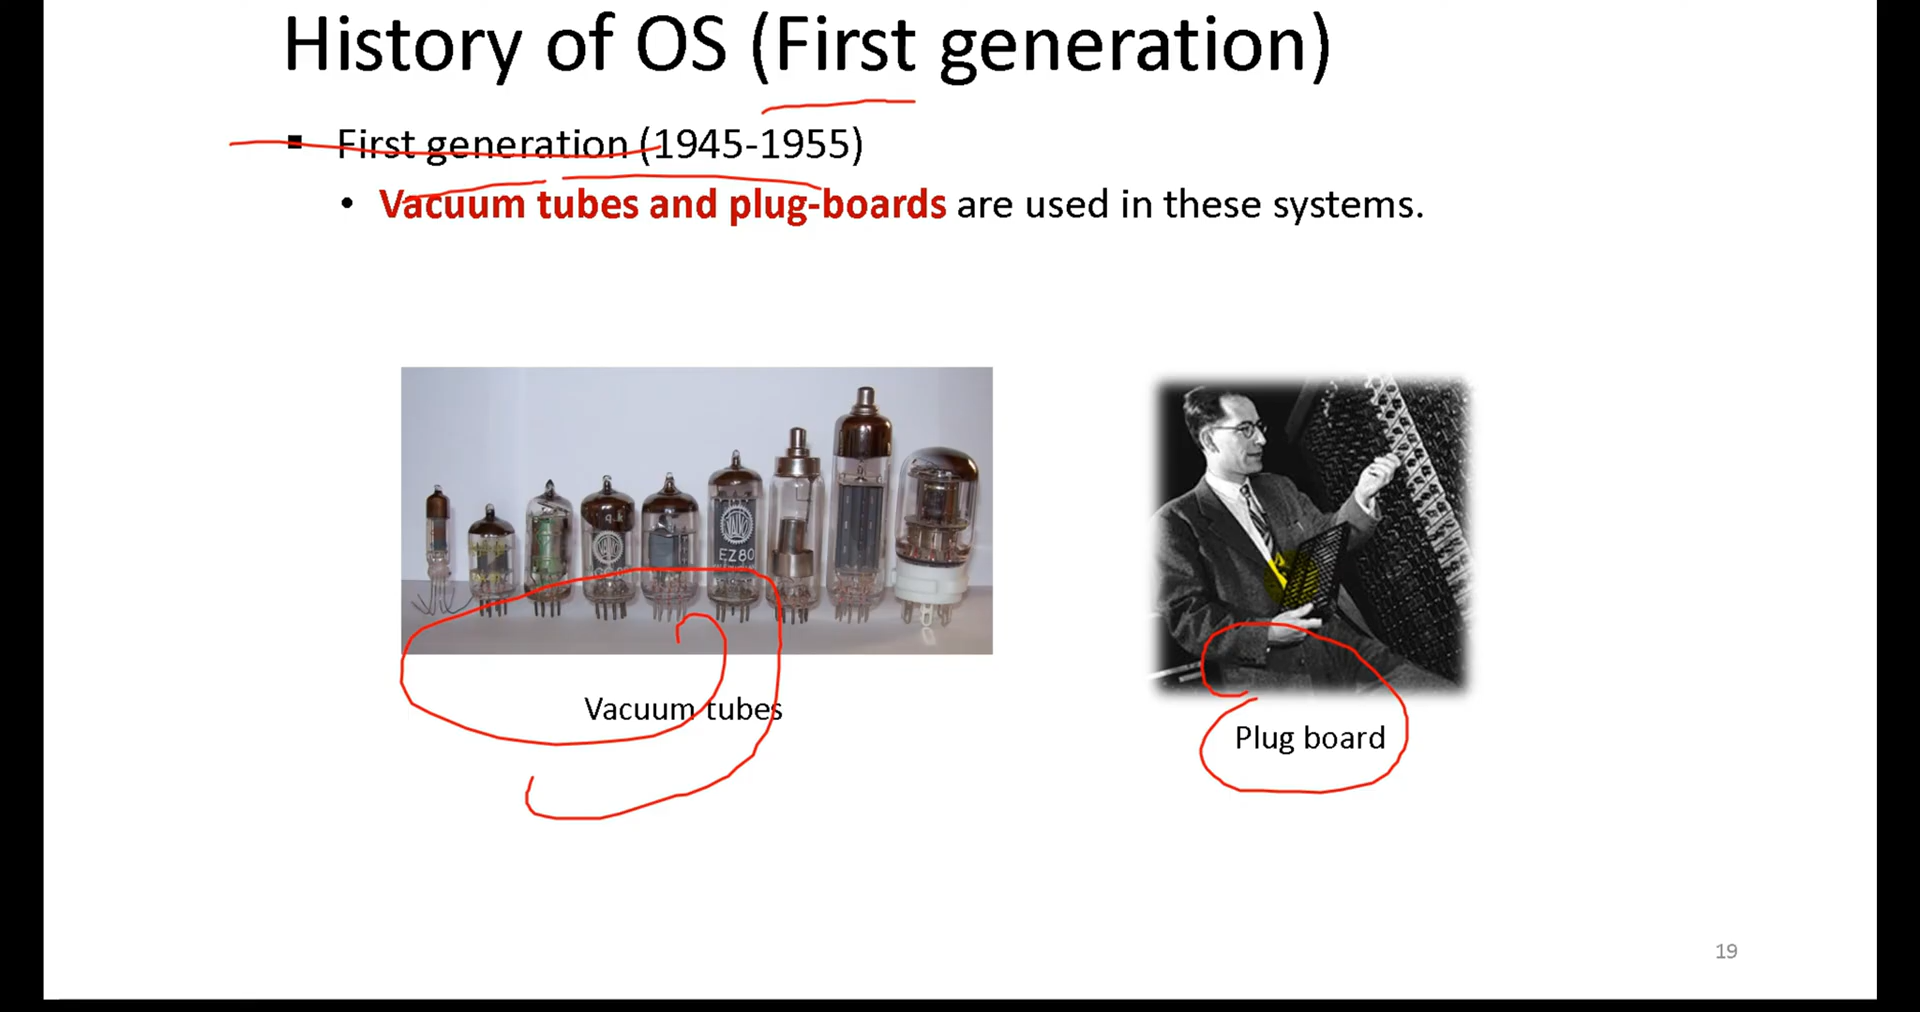 History of OS (First generation)
▪ First generation (1945-1955)
• Vacuum tubes and plug-boards are used in these systems.
EZ80
Vacuum tubes
Plug board
19